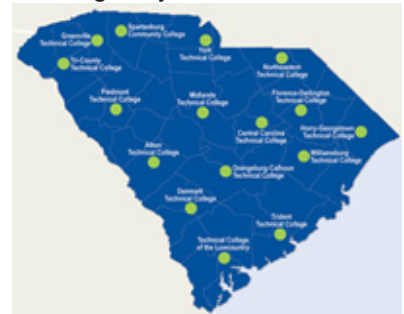 Spartanburg
Community College
Greenville
Technical College
York
Technical College
Tri-County
Technical College
Northeastern
Technical College
Piedmont
Technical College
Midlands
Technical College
Florence-Darlington
Technical College
Central Carolina
Technical College
Horry-Georgetown
Technical College
Williamsburg
Technical College
Aiken
Technical College
Orangeburg-Calhoun
Technical College
Denmark
Technical College
Trident
Technical College
Technical College
of the Lowcountry